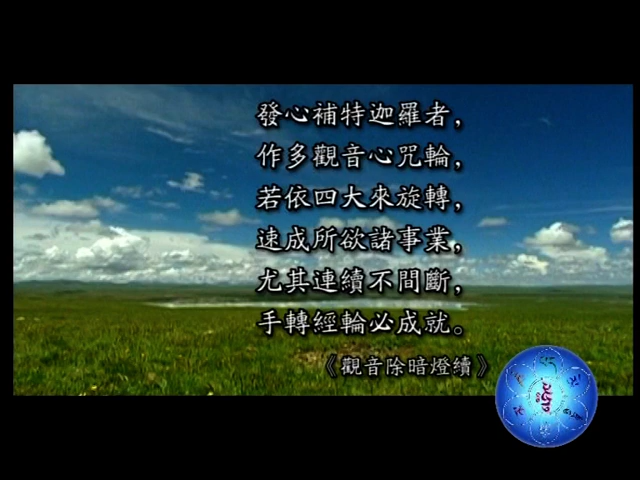 發心補特迦羅者，
作多觀音心咒輪，
若依四大來旋轉，
速成所欲諸事業，
尤其連續不間斷，
手轉經輪必成就。
《觀音除暗燈續》